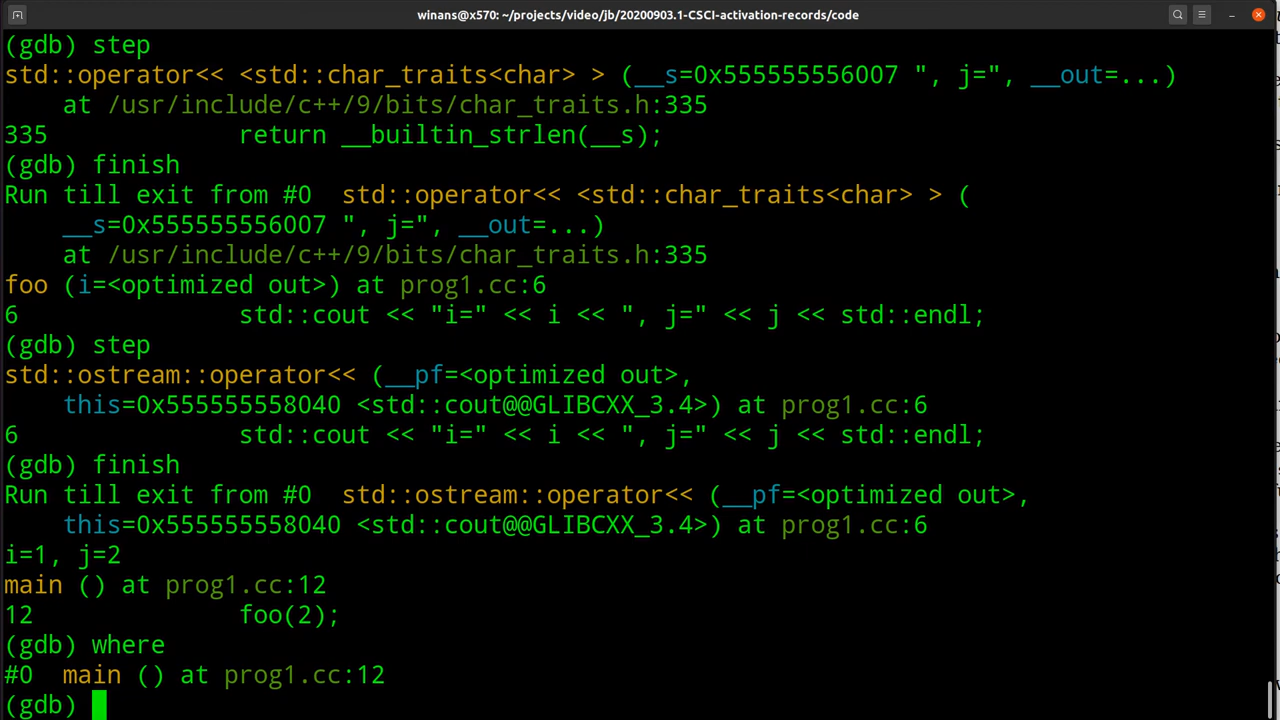 winans@x570: ~/projects/video/jb/20200903.1-CSCI-activation-records/code
(gdb) step
std::operator<< <std::char_traits<char> > (__s=0x555555556007 ", j=", __out=...)
    at /usr/include/c++/9/bits/char_traits.h:335
335             return __builtin_strlen(__s);
(gdb) finish
Run till exit from #0  std::operator<< <std::char_traits<char> > (
    __s=0x555555556007 ", j=", __out=...)
    at /usr/include/c++/9/bits/char_traits.h:335
foo (i=<optimized out>) at prog1.cc:6
6               std::cout << "i=" << i << ", j=" << j << std::endl;
(gdb) step
std::ostream::operator<< (__pf=<optimized out>,
    this=0x555555558040 <std::cout@@GLIBCXX_3.4>) at prog1.cc:6
6               std::cout << "i=" << i << ", j=" << j << std::endl;
(gdb) finish
Run till exit from #0  std::ostream::operator<< (__pf=<optimized out>,
    this=0x555555558040 <std::cout@@GLIBCXX_3.4>) at prog1.cc:6
i=1, j=2
main () at prog1.cc:12
12              foo(2);
(gdb) where
#0  main () at prog1.cc:12
(gdb)